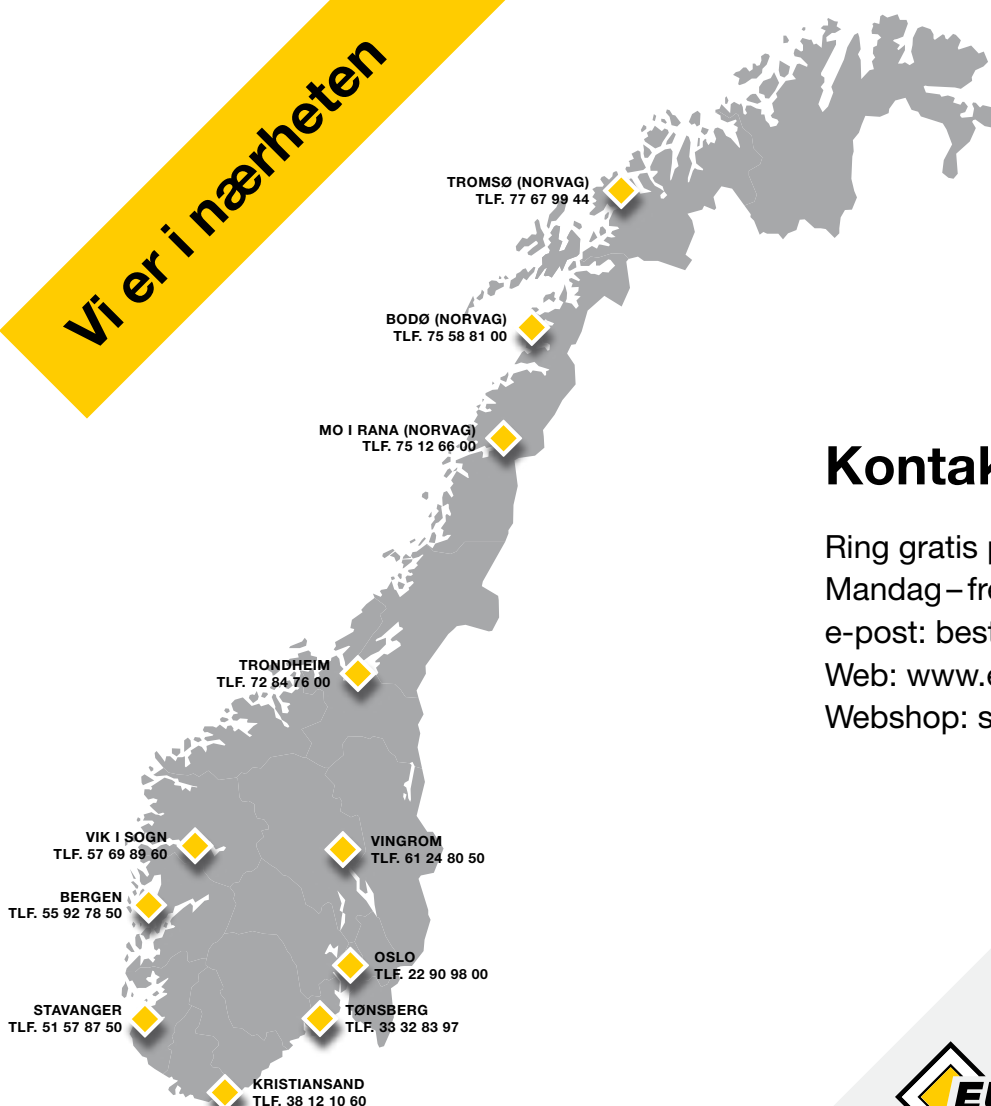 Vi er i nærheten
TROMSØ (NORVAG)
TLF. 77 67 99 44
BODØ (NORVAG)
TLF. 75 58 81 00
MO I RANA (NORVAG)
TLF. 75 12 66 00
TRONDHEIM
TLF. 72 84 76 00
VIK I SOGN
TLF. 57 69 89 60
VINGROM
TLF. 61 24 80 50
BERGEN
TLF. 55 92 78 50
OSLO
TLF. 22 90 98 00
STAVANGER
TLF. 51 57 87 50
TØNSBERG
TLF. 33 32 83 97
KRISTIANSAND
TLF. 38 12 10 60
Kontak
Ring gratis p
Mandag – fre
e-post: best
Web: www.e
Webshop: s